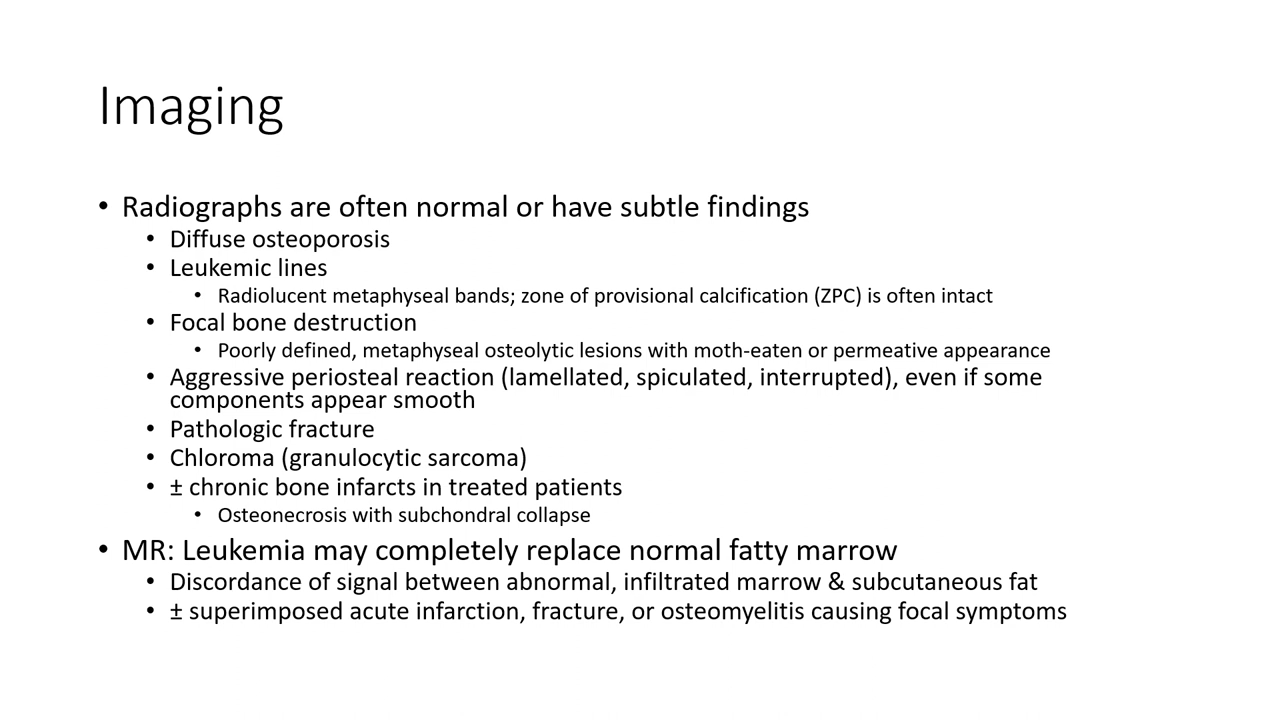 Imaging
• Radiographs are often normal or have subtle findings
• Diffuse osteoporosis
• Leukemic lines
• Radiolucent metaphyseal bands; zone of provisional calcification (ZPC) is often intact
• Focal bone destruction
• Poorly defined, metaphyseal osteolytic lesions with moth-eaten or permeative appearance
• Aggressive periosteal reaction (lamellated, spiculated, interrupted), even if some
components appear smooth
• Pathologic fracture
• Chloroma (granulocytic sarcoma)
• ± chronic bone infarcts in treated patients
• Osteonecrosis with subchondral collapse
• MR: Leukemia may completely replace normal fatty marrow
• Discordance of signal between abnormal, infiltrated marrow & subcutaneous fat
• ± superimposed acute infarction, fracture, or osteomyelitis causing focal symptoms